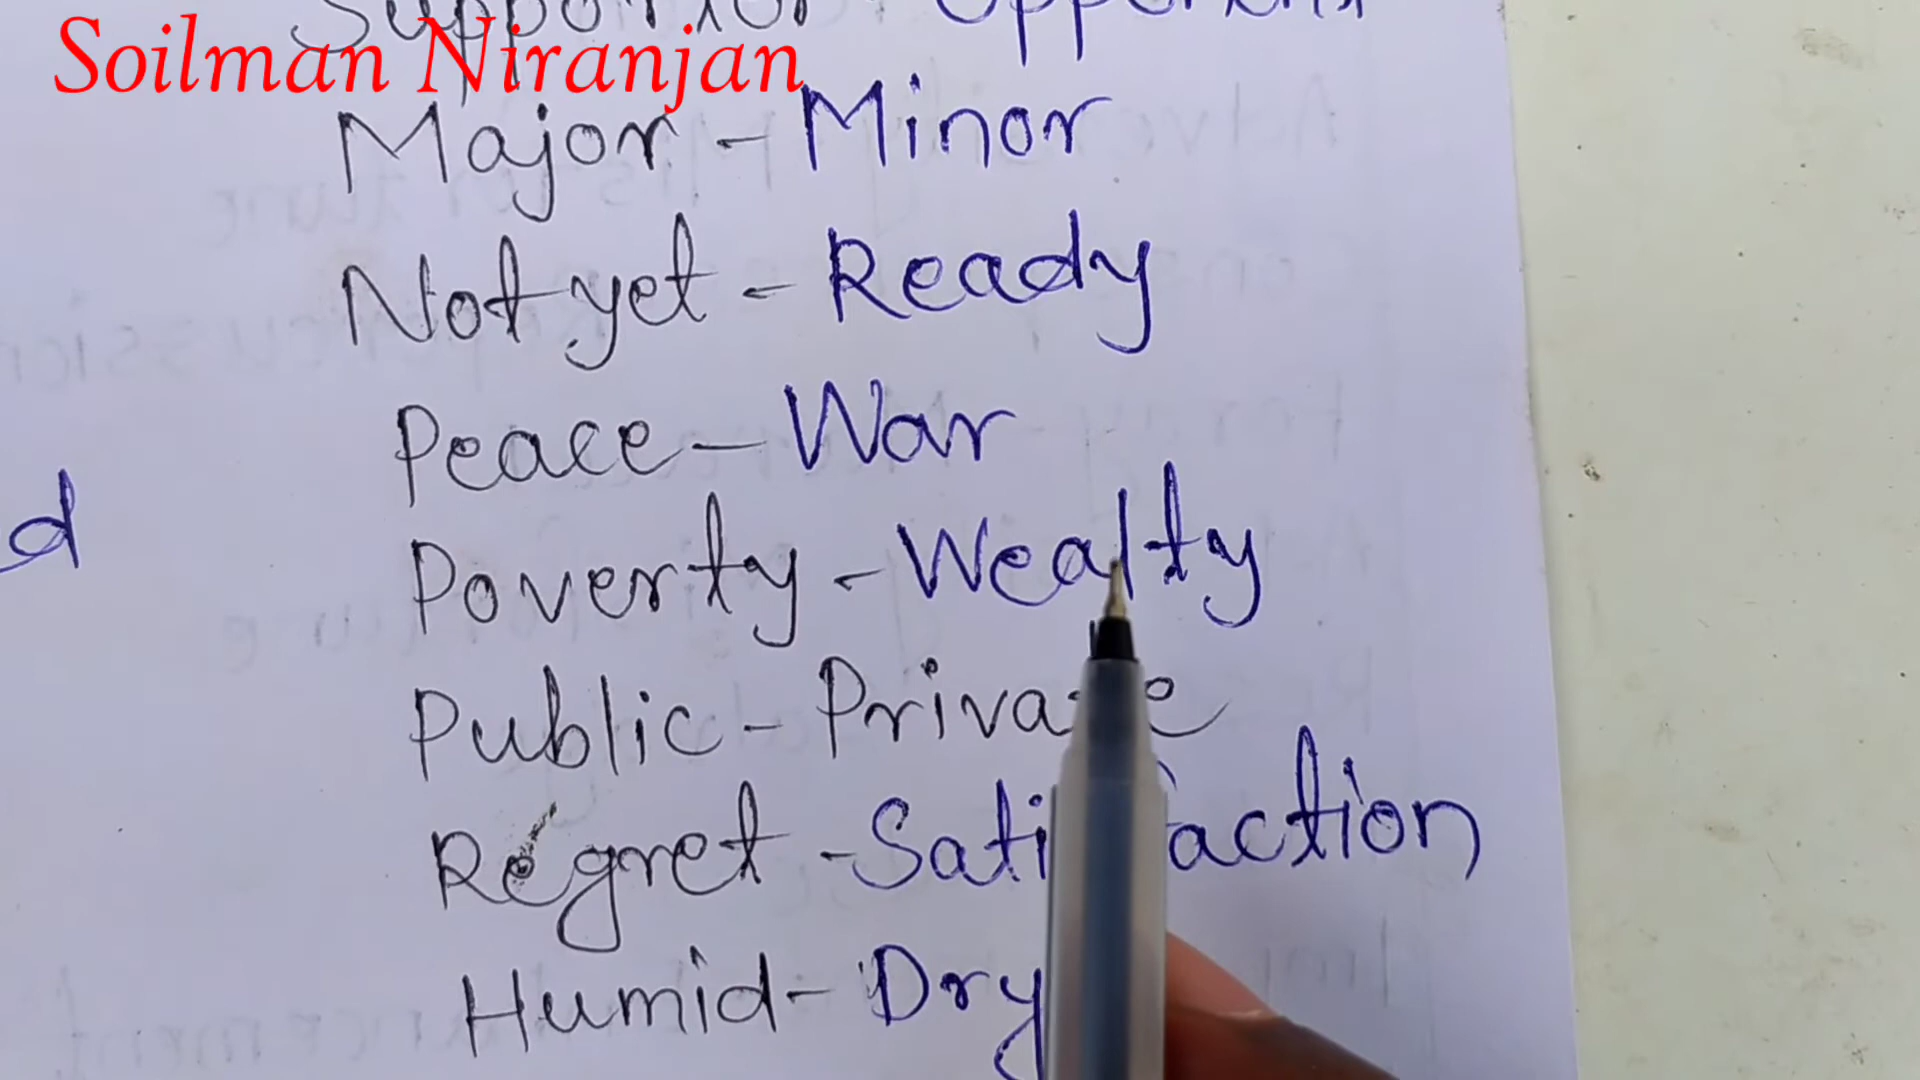 Soilman Niranjan
Major - Minor
Not yet - Ready
Peace - War
d
Poverty - Wealty
Public - Private
Regret - Satisfaction
Humid - Dry